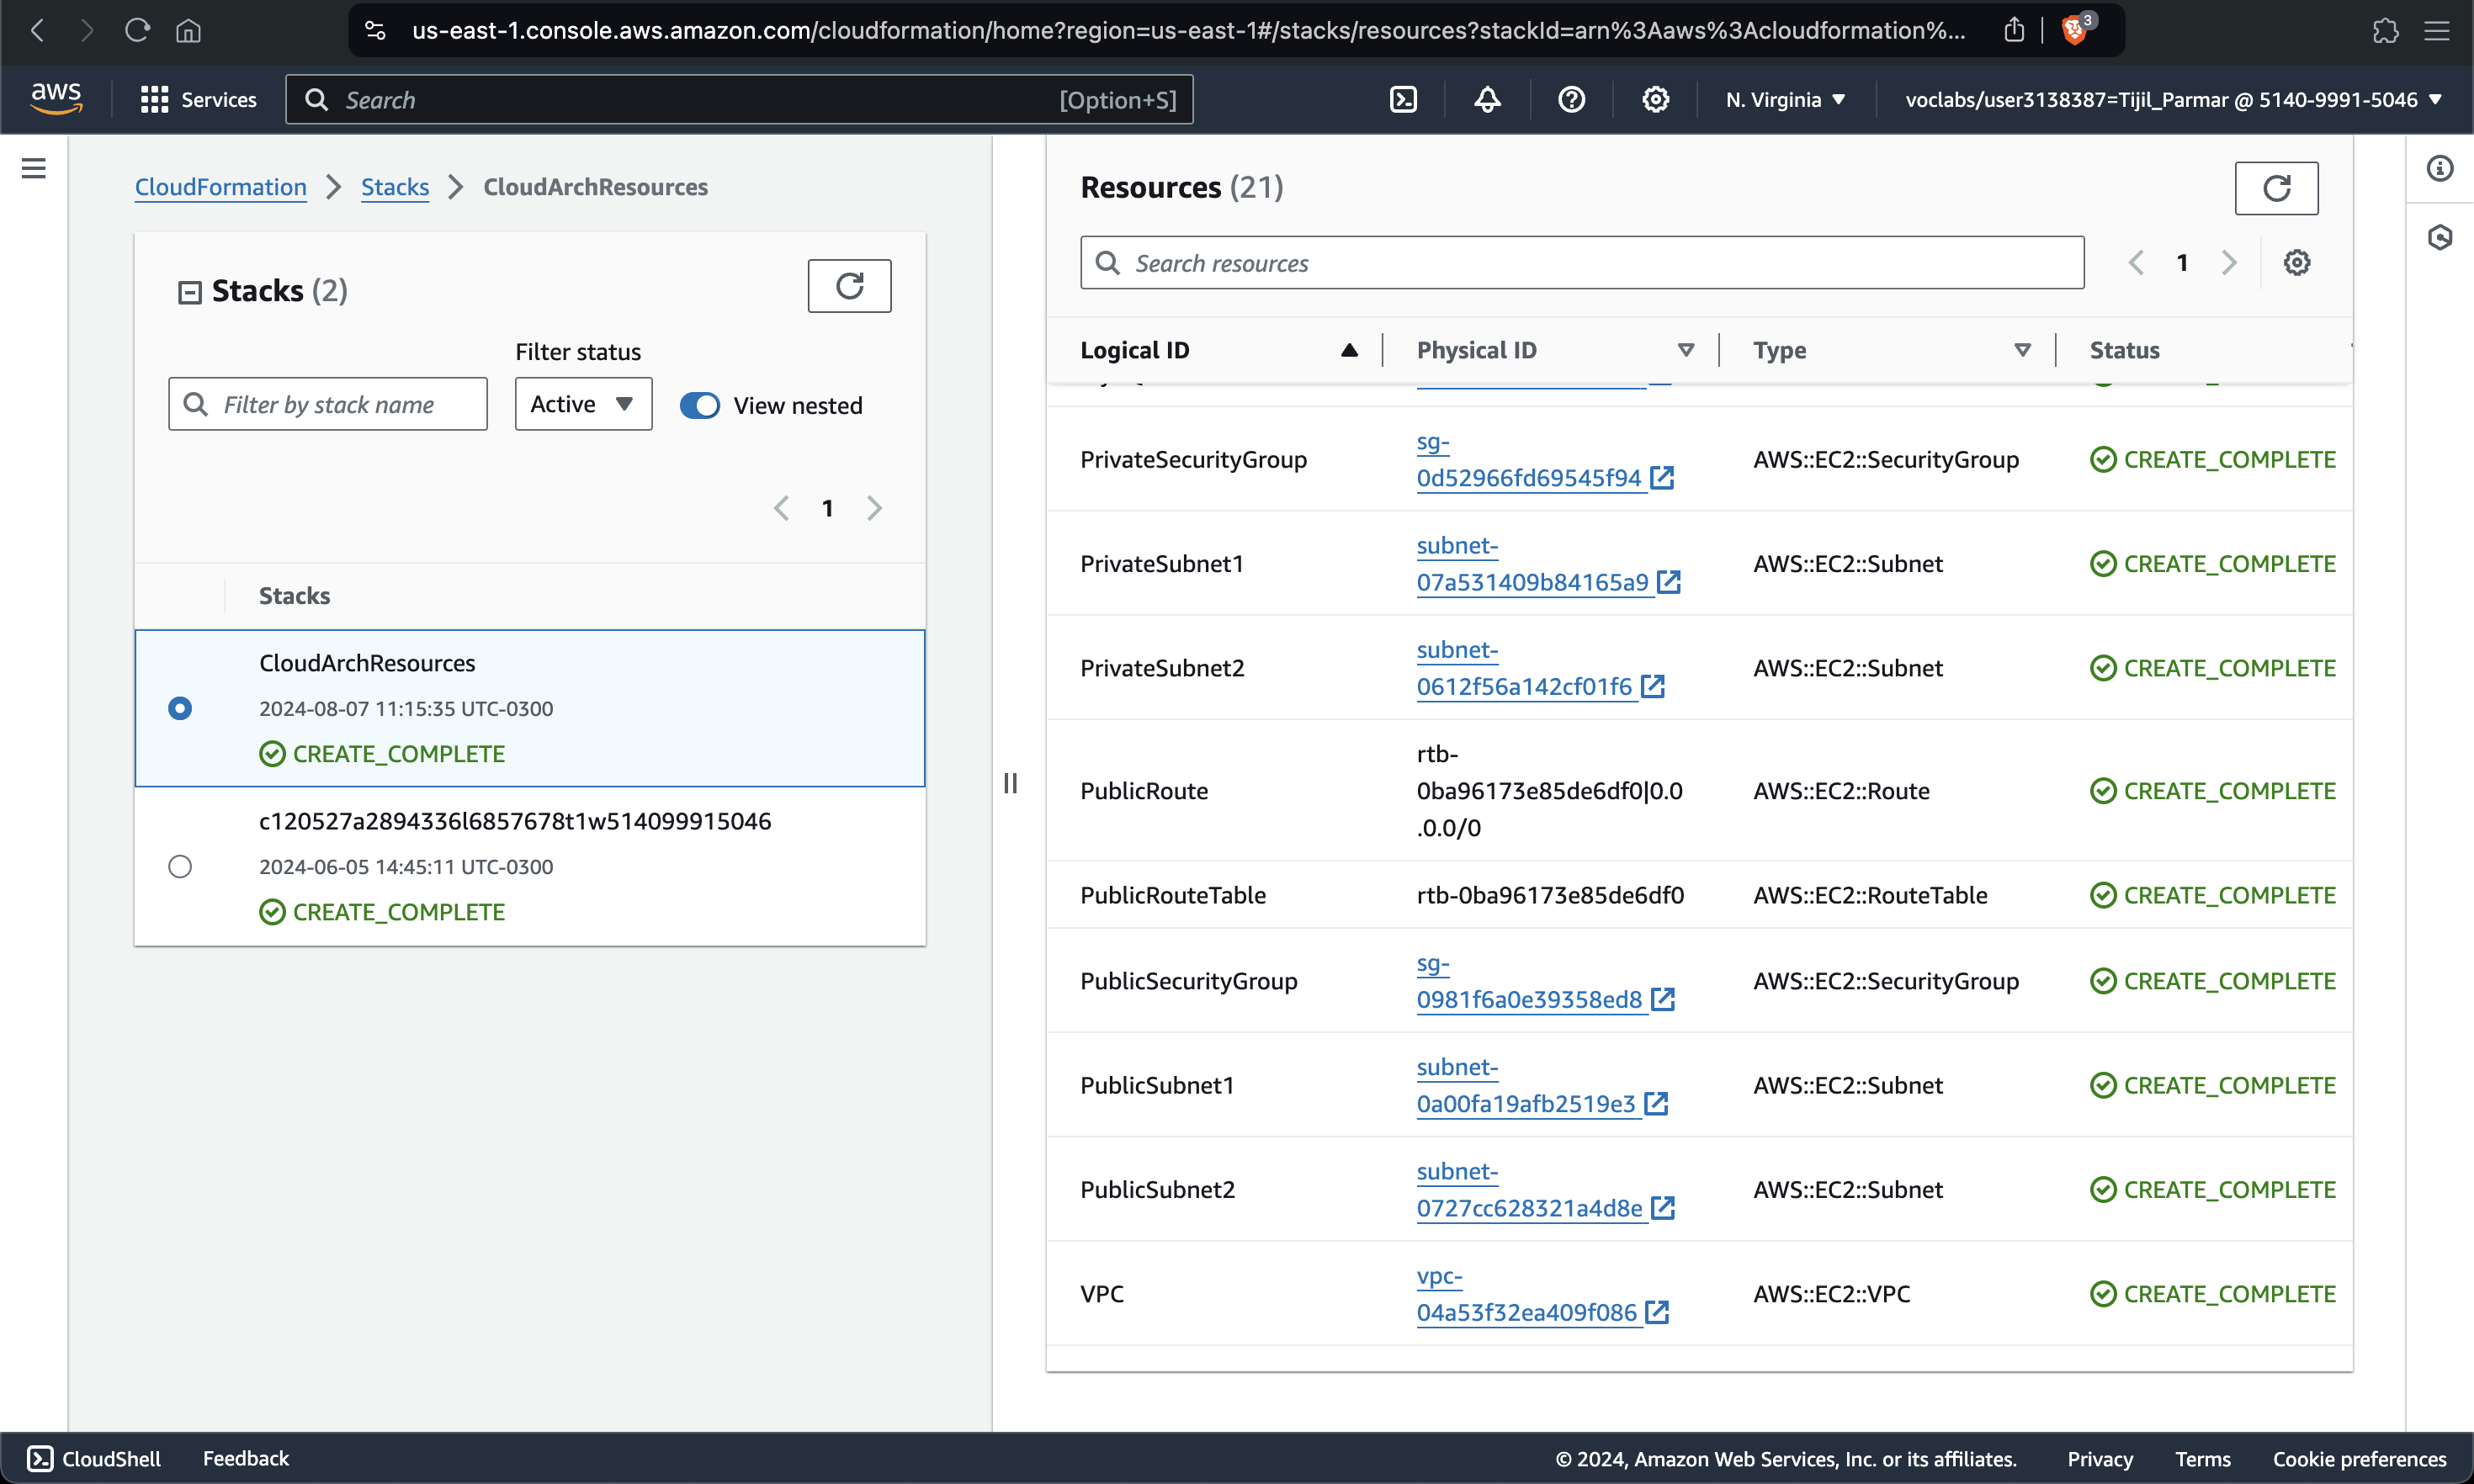 us-east-1.console.aws.amazon.com/cloudformation/home?region=us-east-1#/stacks/resources?stackId=arn%3Aaws%3Acloudformation%...
3
aws
Services
Search
[Option+S]
N. Virginia
voclabs/user3138387=Tijil_Parmar @ 5140-9991-5046
CloudFormation
Stacks
CloudArchResources
Stacks (2)
Filter status
Filter by stack name
Active
View nested
1
Stacks
CloudArchResources
2024-08-07 11:15:35 UTC-0300
CREATE_COMPLETE
c120527a2894336l6857678t1w514099915046
2024-06-05 14:45:11 UTC-0300
CREATE_COMPLETE
Resources (21)
Search resources
1
Logical ID
Physical ID
Type
Status
PrivateSecurityGroup
sg-
0d52966fd69545f94
AWS::EC2::SecurityGroup
CREATE_COMPLETE
PrivateSubnet1
subnet-
07a531409b84165a9
AWS::EC2::Subnet
CREATE_COMPLETE
PrivateSubnet2
subnet-
0612f56a142cf01f6
AWS::EC2::Subnet
CREATE_COMPLETE
PublicRoute
rtb-
0ba96173e85de6df0|0.0
.0.0/0
AWS::EC2::Route
CREATE_COMPLETE
PublicRouteTable
rtb-0ba96173e85de6df0
AWS::EC2::RouteTable
CREATE_COMPLETE
PublicSecurityGroup
sg-
0981f6a0e39358ed8
AWS::EC2::SecurityGroup
CREATE_COMPLETE
PublicSubnet1
subnet-
0a00fa19afb2519e3
AWS::EC2::Subnet
CREATE_COMPLETE
PublicSubnet2
subnet-
0727cc628321a4d8e
AWS::EC2::Subnet
CREATE_COMPLETE
VPC
vpc-
04a53f32ea409f086
AWS::EC2::VPC
CREATE_COMPLETE
CloudShell
Feedback
© 2024, Amazon Web Services, Inc. or its affiliates.
Privacy
Terms
Cookie preferences